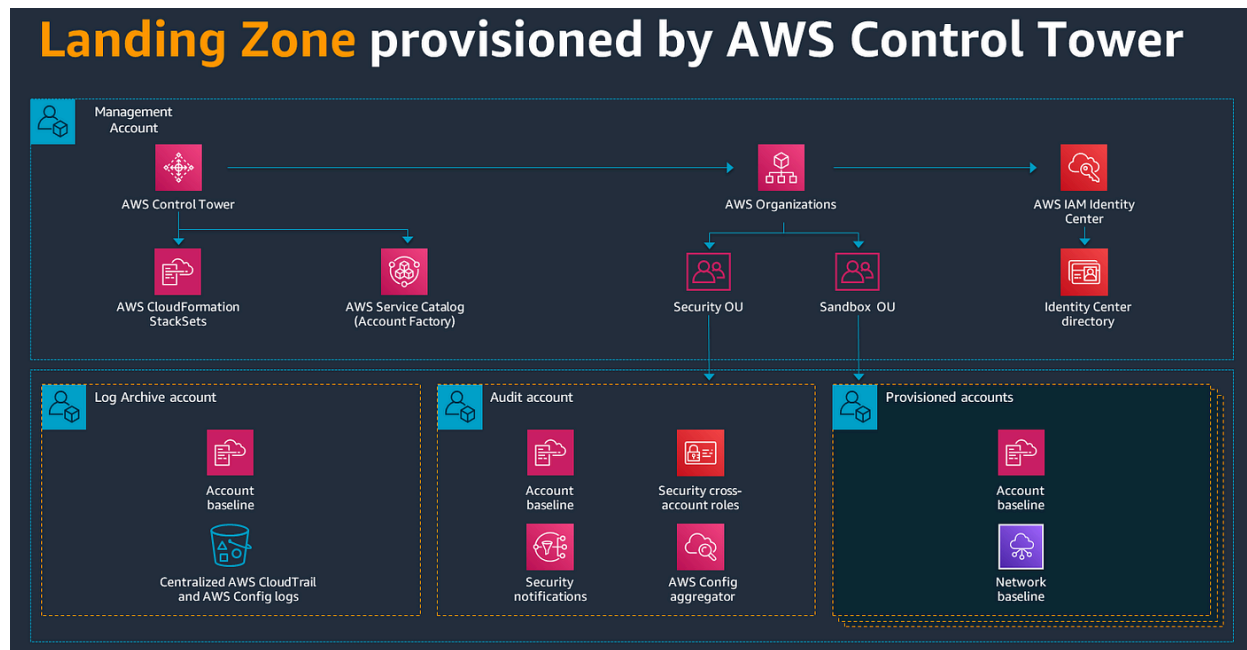 Landing Zone provisioned by AWS Control Tower
Management
Account
AWS Control Tower
AWS Organizations
AWS IAM Identity
Center
AWS CloudFormation
StackSets
AWS Service Catalog
(Account Factory)
Security OU
Sandbox OU
Identity Center
directory
Log Archive account
Account
baseline
Centralized AWS CloudTrail
and AWS Config logs
Audit account
Account
baseline
Security cross-
account roles
Security
notifications
AWS Config
aggregator
Provisioned accounts
Account
baseline
Network
baseline